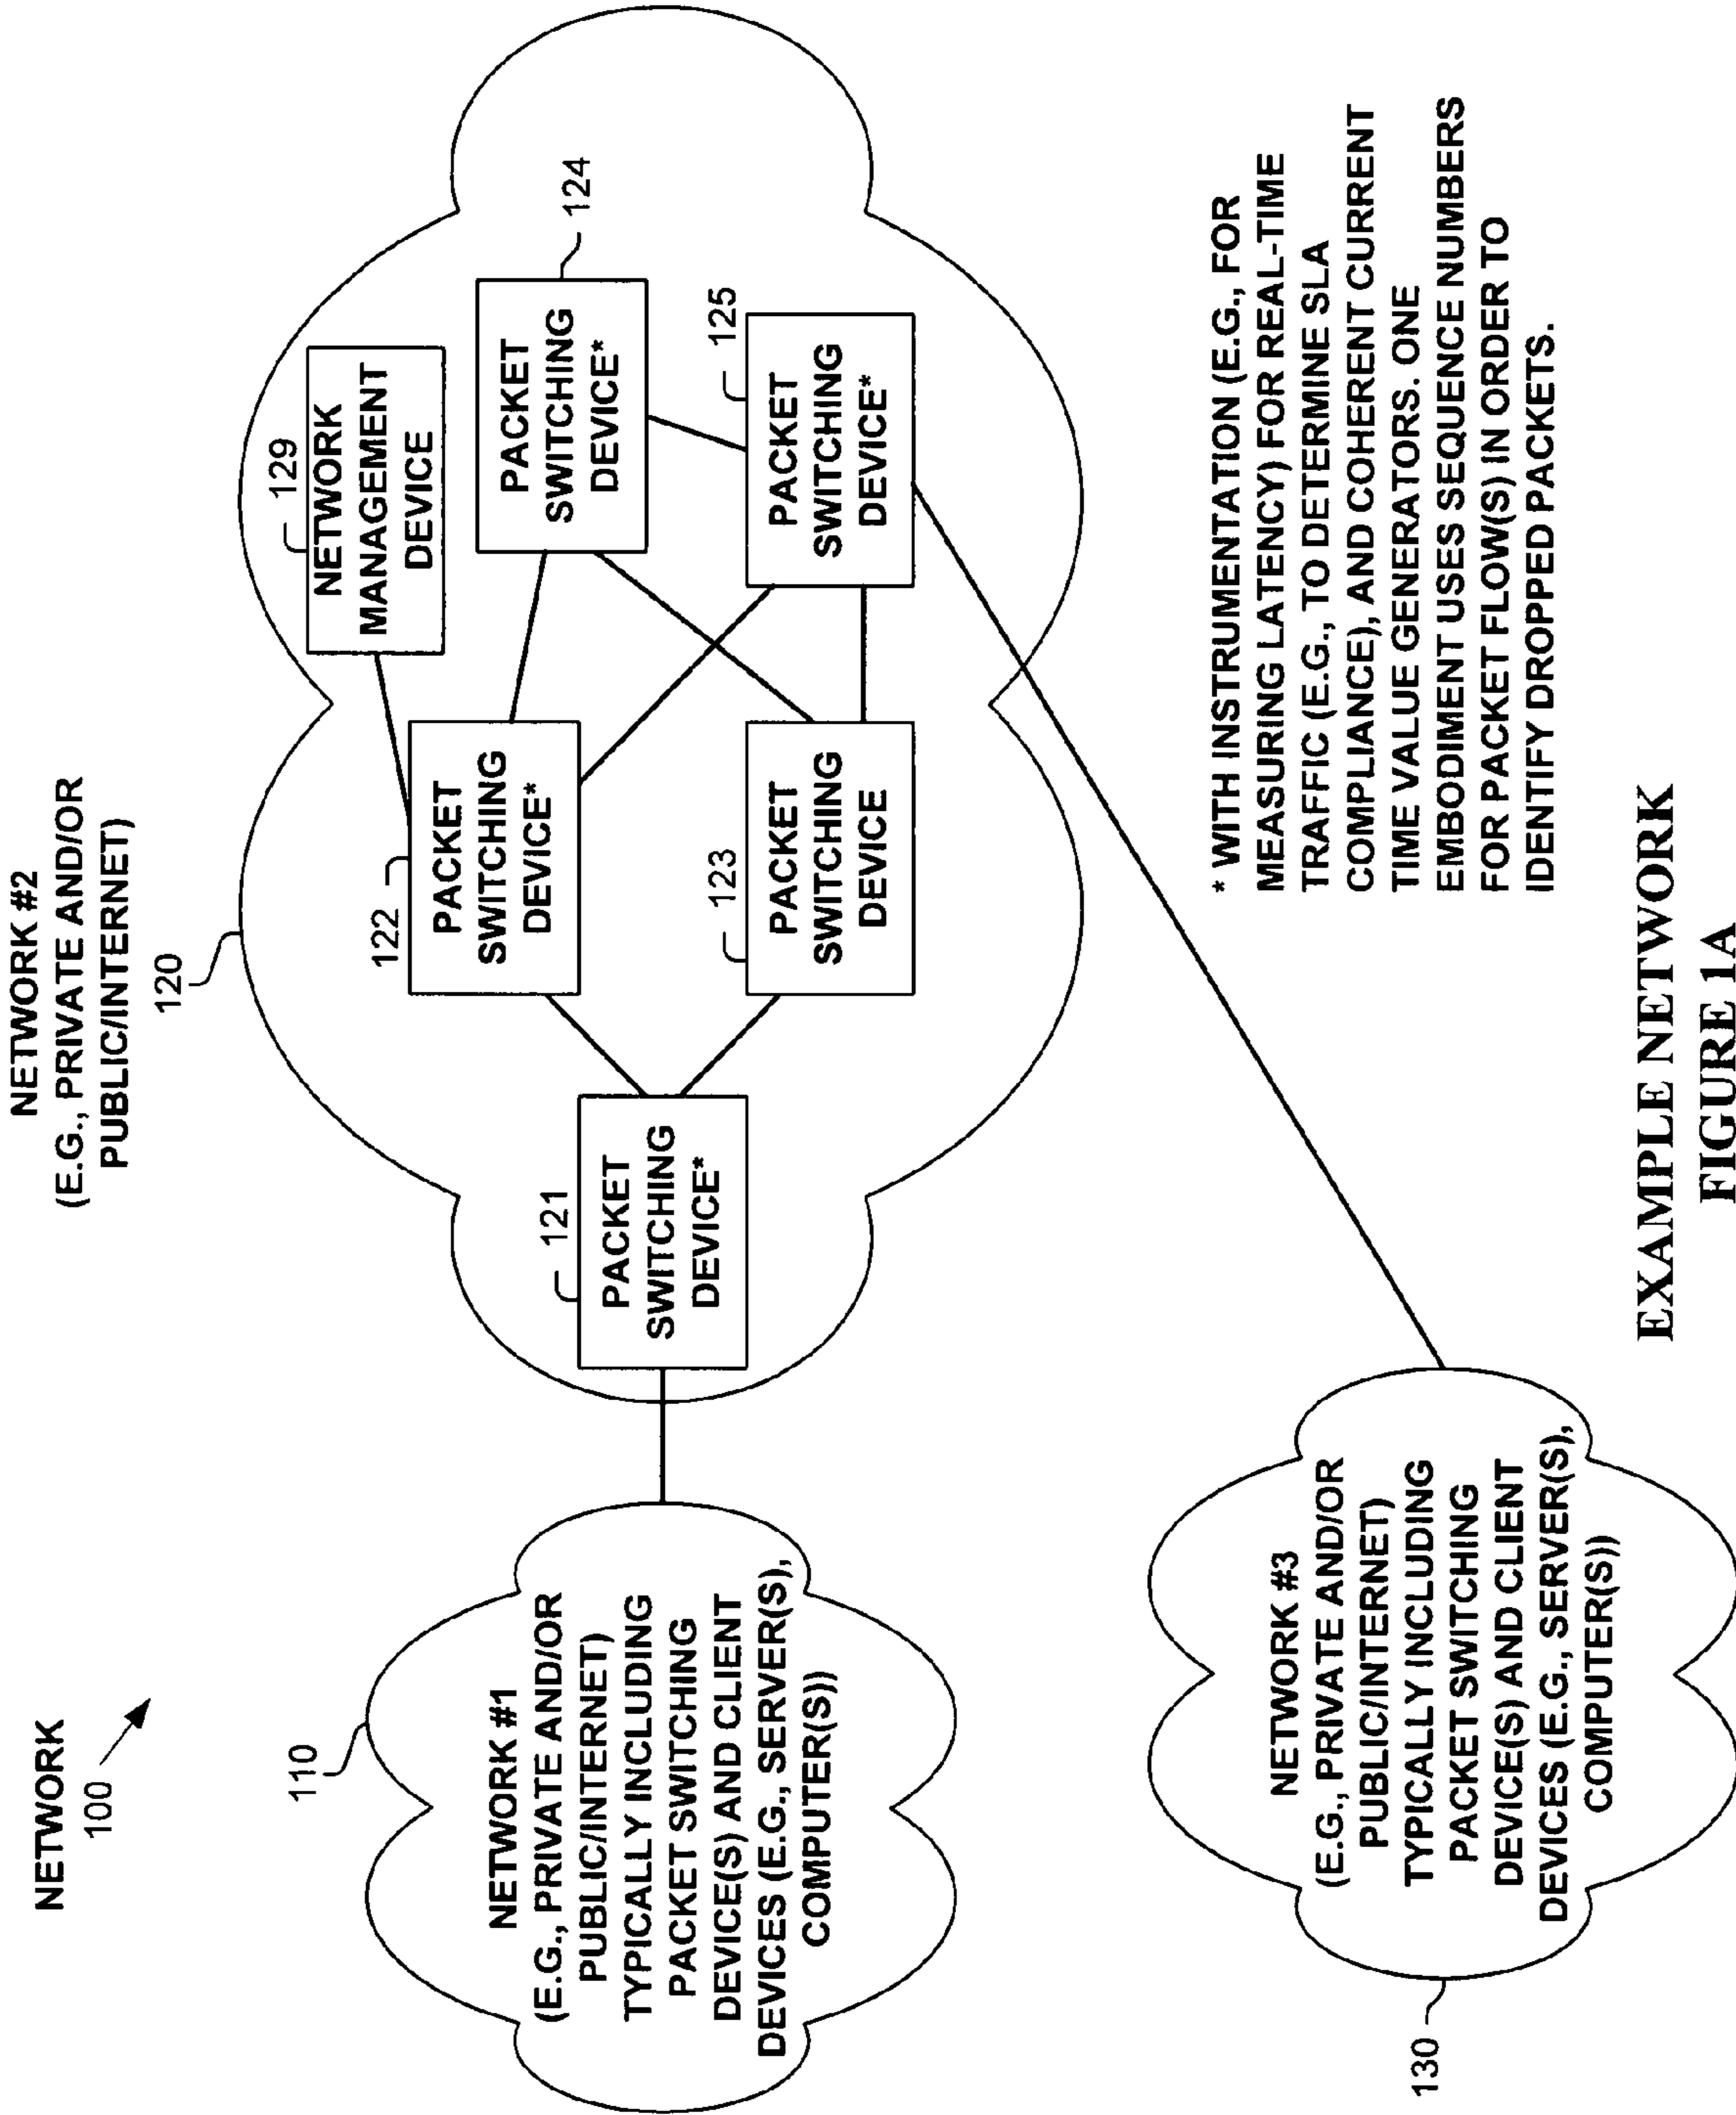 NETWORK
100
NETWORK #2
(E.G., PRIVATE AND/OR
PUBLIC/INTERNET)
120
110
NETWORK #1
(E.G., PRIVATE AND/OR
PUBLIC/INTERNET)
TYPICALLY INCLUDING
PACKET SWITCHING
DEVICE(S) AND CLIENT
DEVICES (E.G., SERVER(S),
COMPUTER(S))
121
PACKET
SWITCHING
DEVICE*
122
PACKET
SWITCHING
DEVICE*
123
PACKET
SWITCHING
DEVICE
129
NETWORK
MANAGEMENT
DEVICE
124
PACKET
SWITCHING
DEVICE*
125
PACKET
SWITCHING
DEVICE*
130
NETWORK #3
(E.G., PRIVATE AND/OR
PUBLIC/INTERNET)
TYPICALLY INCLUDING
PACKET SWITCHING
DEVICE(S) AND CLIENT
DEVICES (E.G., SERVER(S),
COMPUTER(S))
* WITH INSTRUMENTATION (E.G., FOR
MEASURING LATENCY) FOR REAL-TIME
TRAFFIC (E.G., TO DETERMINE SLA
COMPLIANCE), AND COHERENT CURRENT
TIME VALUE GENERATORS. ONE
EMBODIMENT USES SEQUENCE NUMBERS
FOR PACKET FLOW(S) IN ORDER TO
IDENTIFY DROPPED PACKETS.
EXAMPLE NETWORK
FIGURE 1A